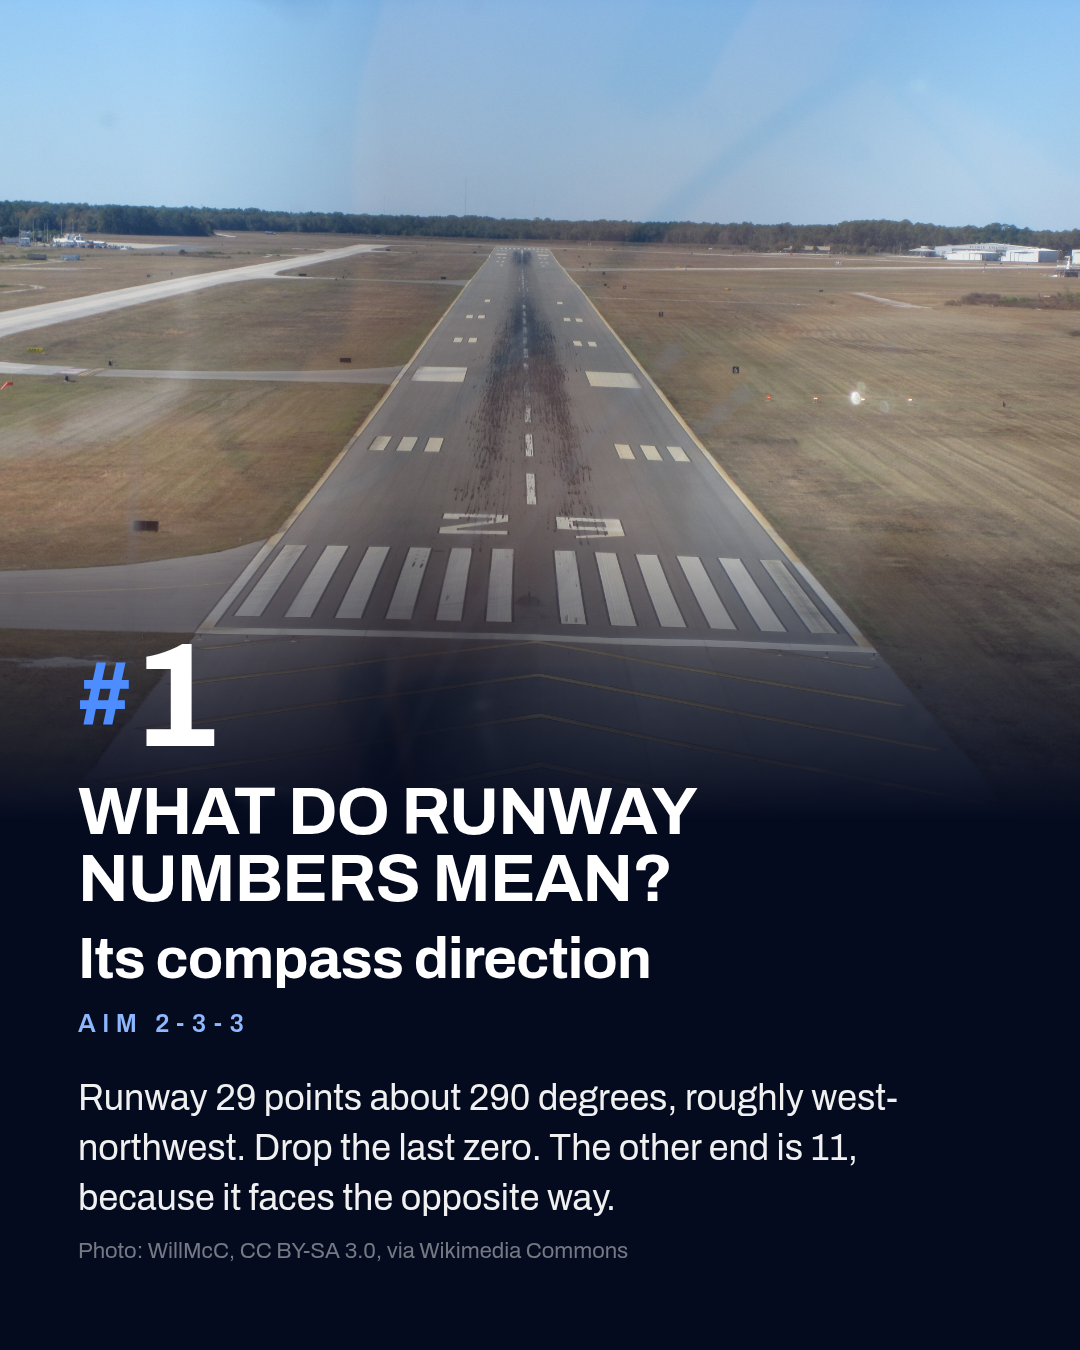 29
#1
WHAT DO RUNWAY
NUMBERS MEAN?
Its compass direction
AIM 2-3-3
Runway 29 points about 290 degrees, roughly west-
northwest. Drop the last zero. The other end is 11,
because it faces the opposite way.
Photo: WillMcC, CC BY-SA 3.0, via Wikimedia Commons